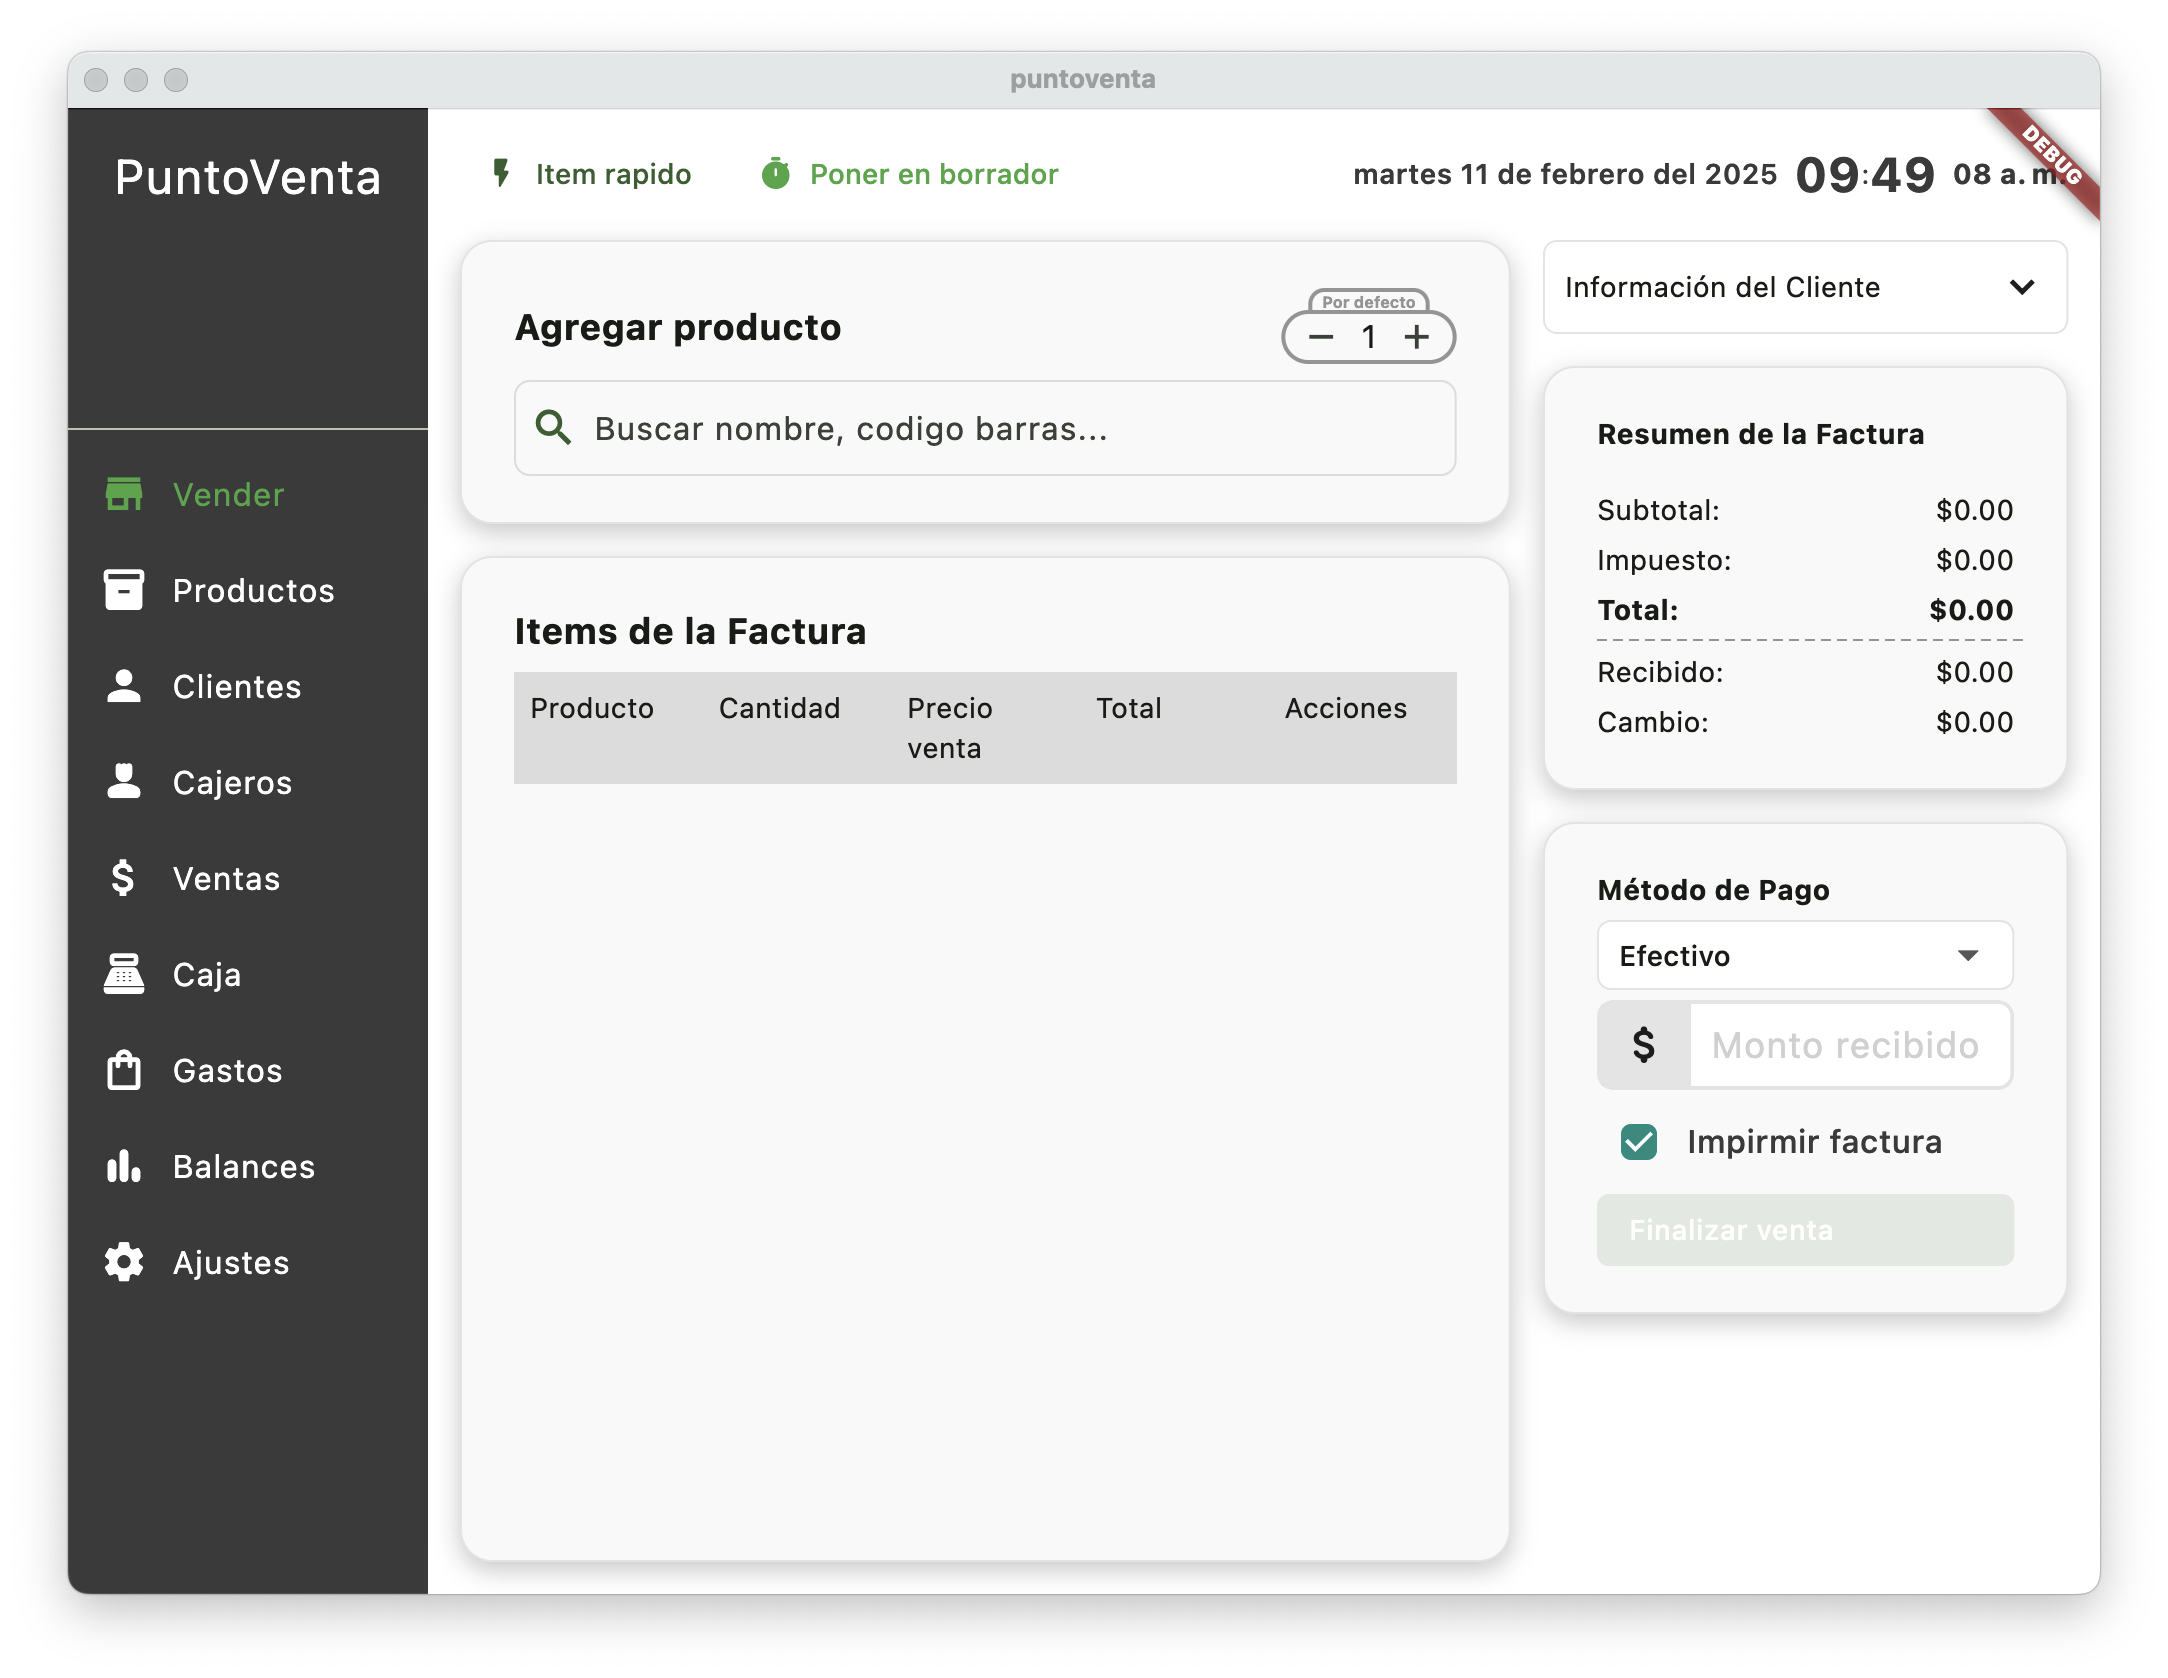 puntoventa
PuntoVenta
Item rapido
Poner en borrador
martes 11 de febrero del 2025 09:49 08 a. m.
DEBUG
Vender
Productos
Clientes
Cajeros
Ventas
Caja
Gastos
Balances
Ajustes
Agregar producto
Por defecto
− 1 +
Buscar nombre, codigo barras...
Items de la Factura
Producto Cantidad Precio venta Total Acciones
Información del Cliente
Resumen de la Factura
Subtotal: $0.00
Impuesto: $0.00
Total: $0.00
Recibido: $0.00
Cambio: $0.00
Método de Pago
Efectivo
$ Monto recibido
Impirmir factura
Finalizar venta